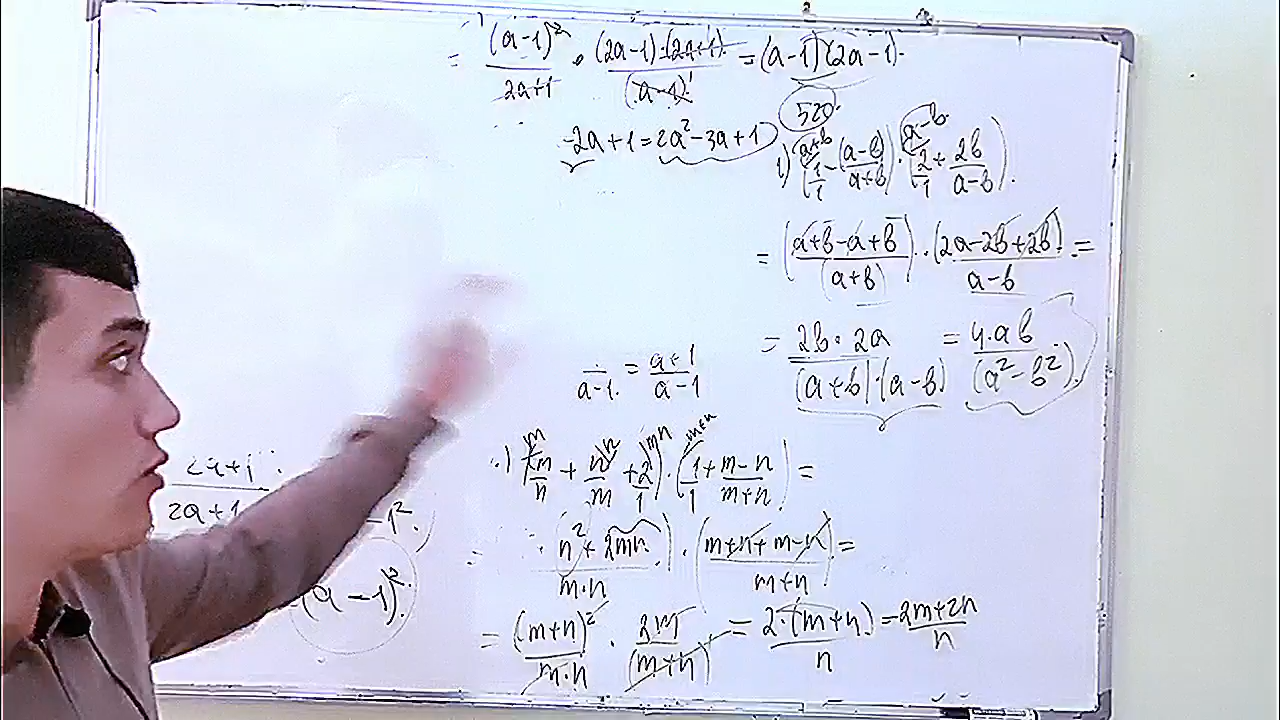 = (a-1)² / 2a+1 · (2a-1)·(2a+1) / (a-1) = (a-1)(2a-1).
-2a+1 = 2a²-3a+1
520.
1) (1/1 - (a-b)/(a+b)) · (2/1 + 2b/(a-b)).
= (a+b-a+b / (a+b)) · (2a-2b+2b) / a-b =
= 2b·2a / (a+b)·(a-b) = 4·ab / (a²-b²).
a-1. = a+1 / a-1
(m/n + n/m + 2/1) · (1/1 + m-n / m+n) =
= n²+2mn / m·n · (m+n+m-n / m+n) =
= (m+n)² / m·n · 2m / (m+n) = 2·(m+n) / n = 2m+2n / n
2a+1
2a+1
-1².
(a-1)².